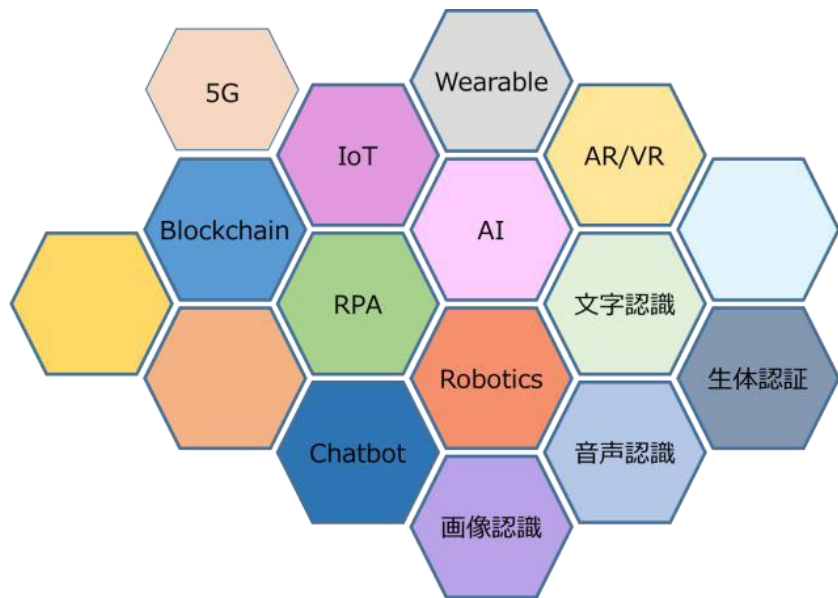 Wearable
5G
IoT
AR/VR
Blockchain
AI
RPA
文字認識
Robotics
生体認証
Chatbot
音声認識
画像認識